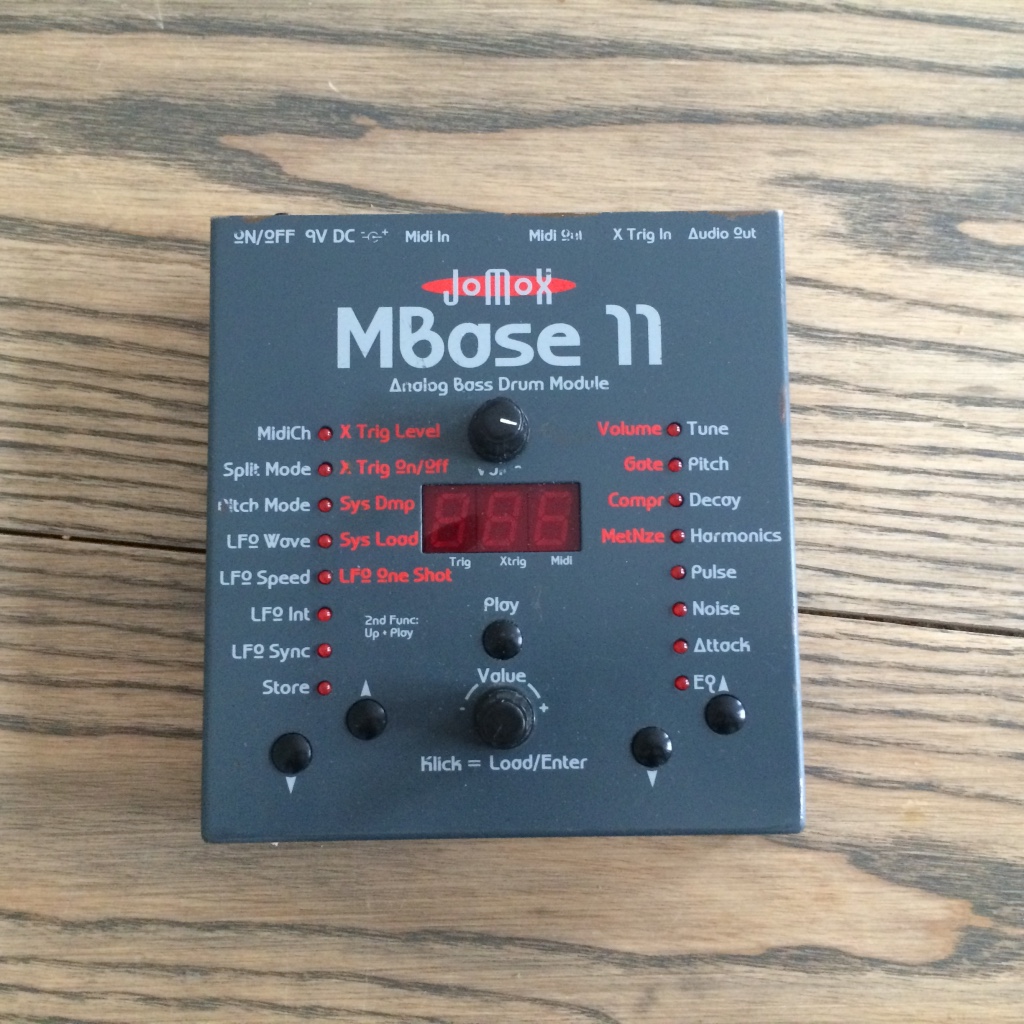 ON/OFF 9V DC Midi In Midi Out X Trig In Audio Out
JoMoX
MBase 11
Analog Bass Drum Module
MidiCh X Trig Level Volume Tune
Split Mode X Trig On/Off Gate Pitch
Pitch Mode Sys Dmp Compr Decay
LFO Wave Sys Load MetNze Harmonics
Trig Xtrig Midi
LFO Speed LFO One Shot Pulse
LFO Int Play Noise
2nd Func:
Up + Play
LFO Sync Attack
Value
Store EQ
- +
Klick = Load/Enter